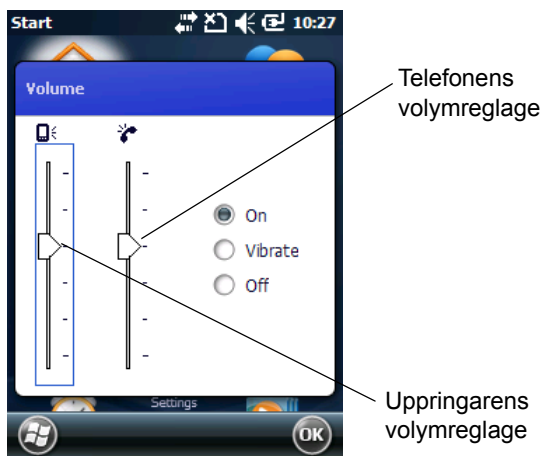 Start 10:27
Volume
On
Vibrate
Off
Settings
OK
Telefonens
volymreglage
Uppringarens
volymreglage